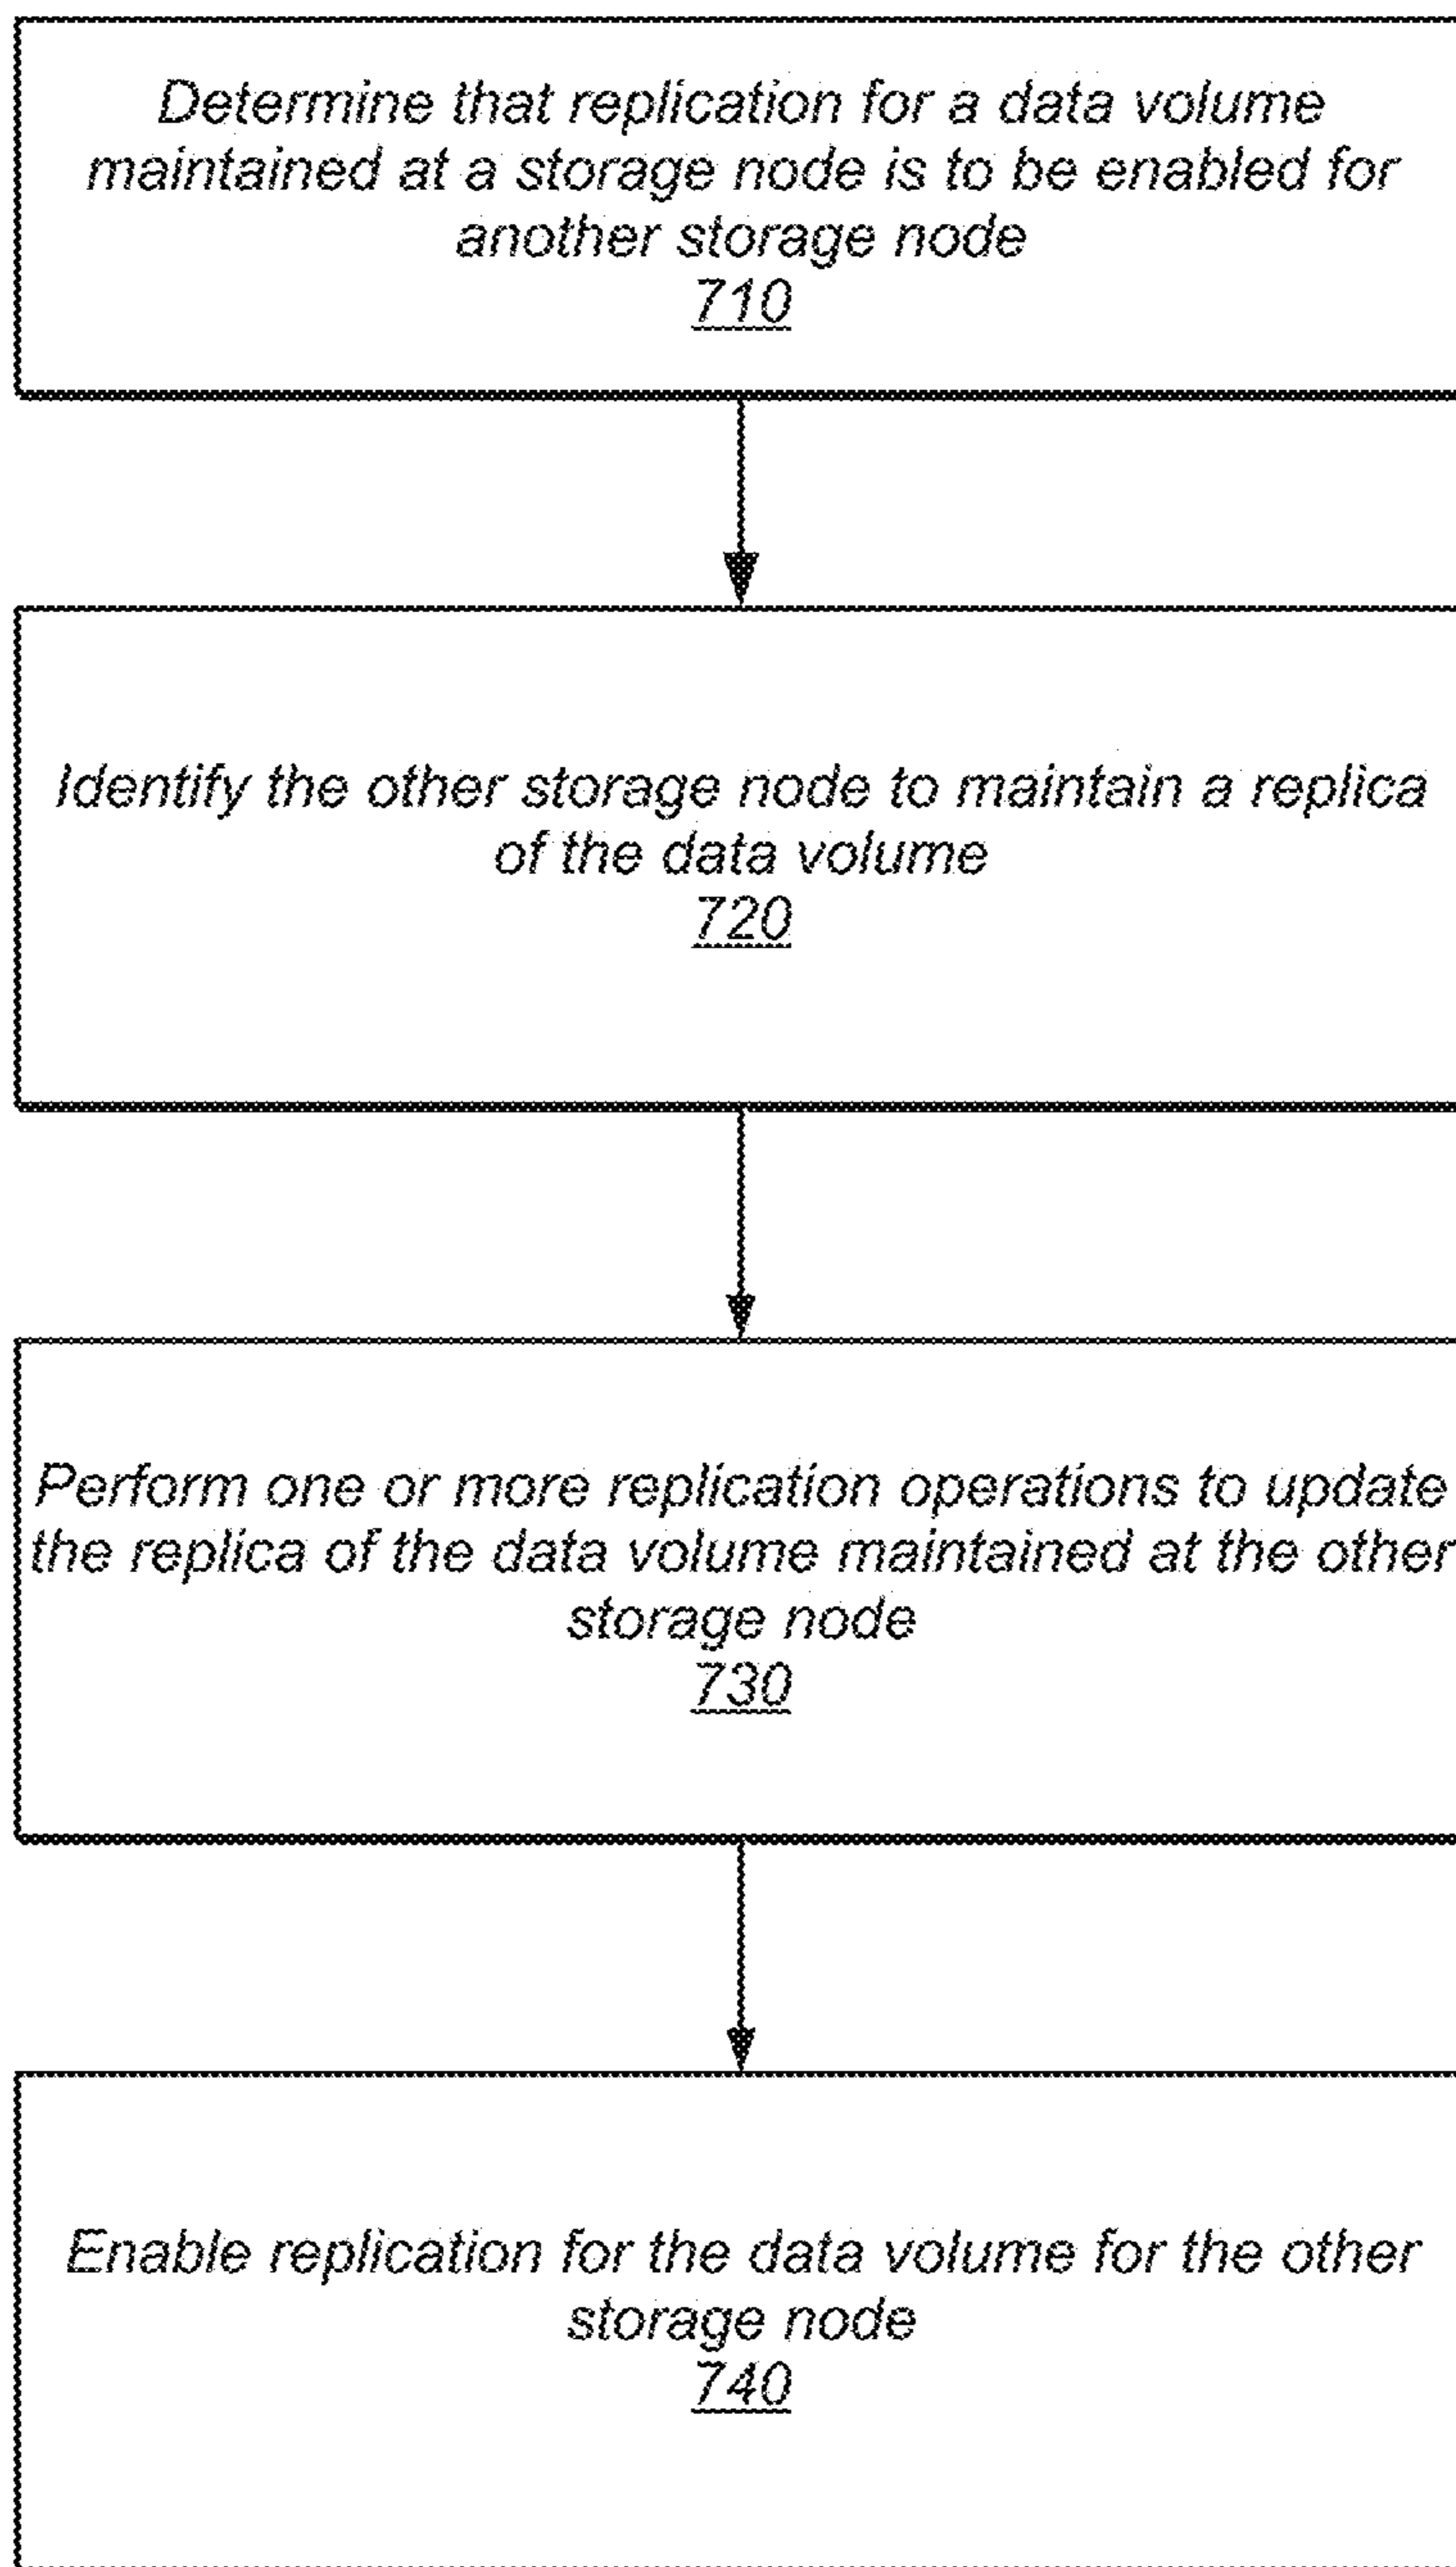 Determine that replication for a data volume
maintained at a storage node is to be enabled for
another storage node
710
Identify the other storage node to maintain a replica
of the data volume
720
Perform one or more replication operations to update
the replica of the data volume maintained at the other
storage node
730
Enable replication for the data volume for the other
storage node
740